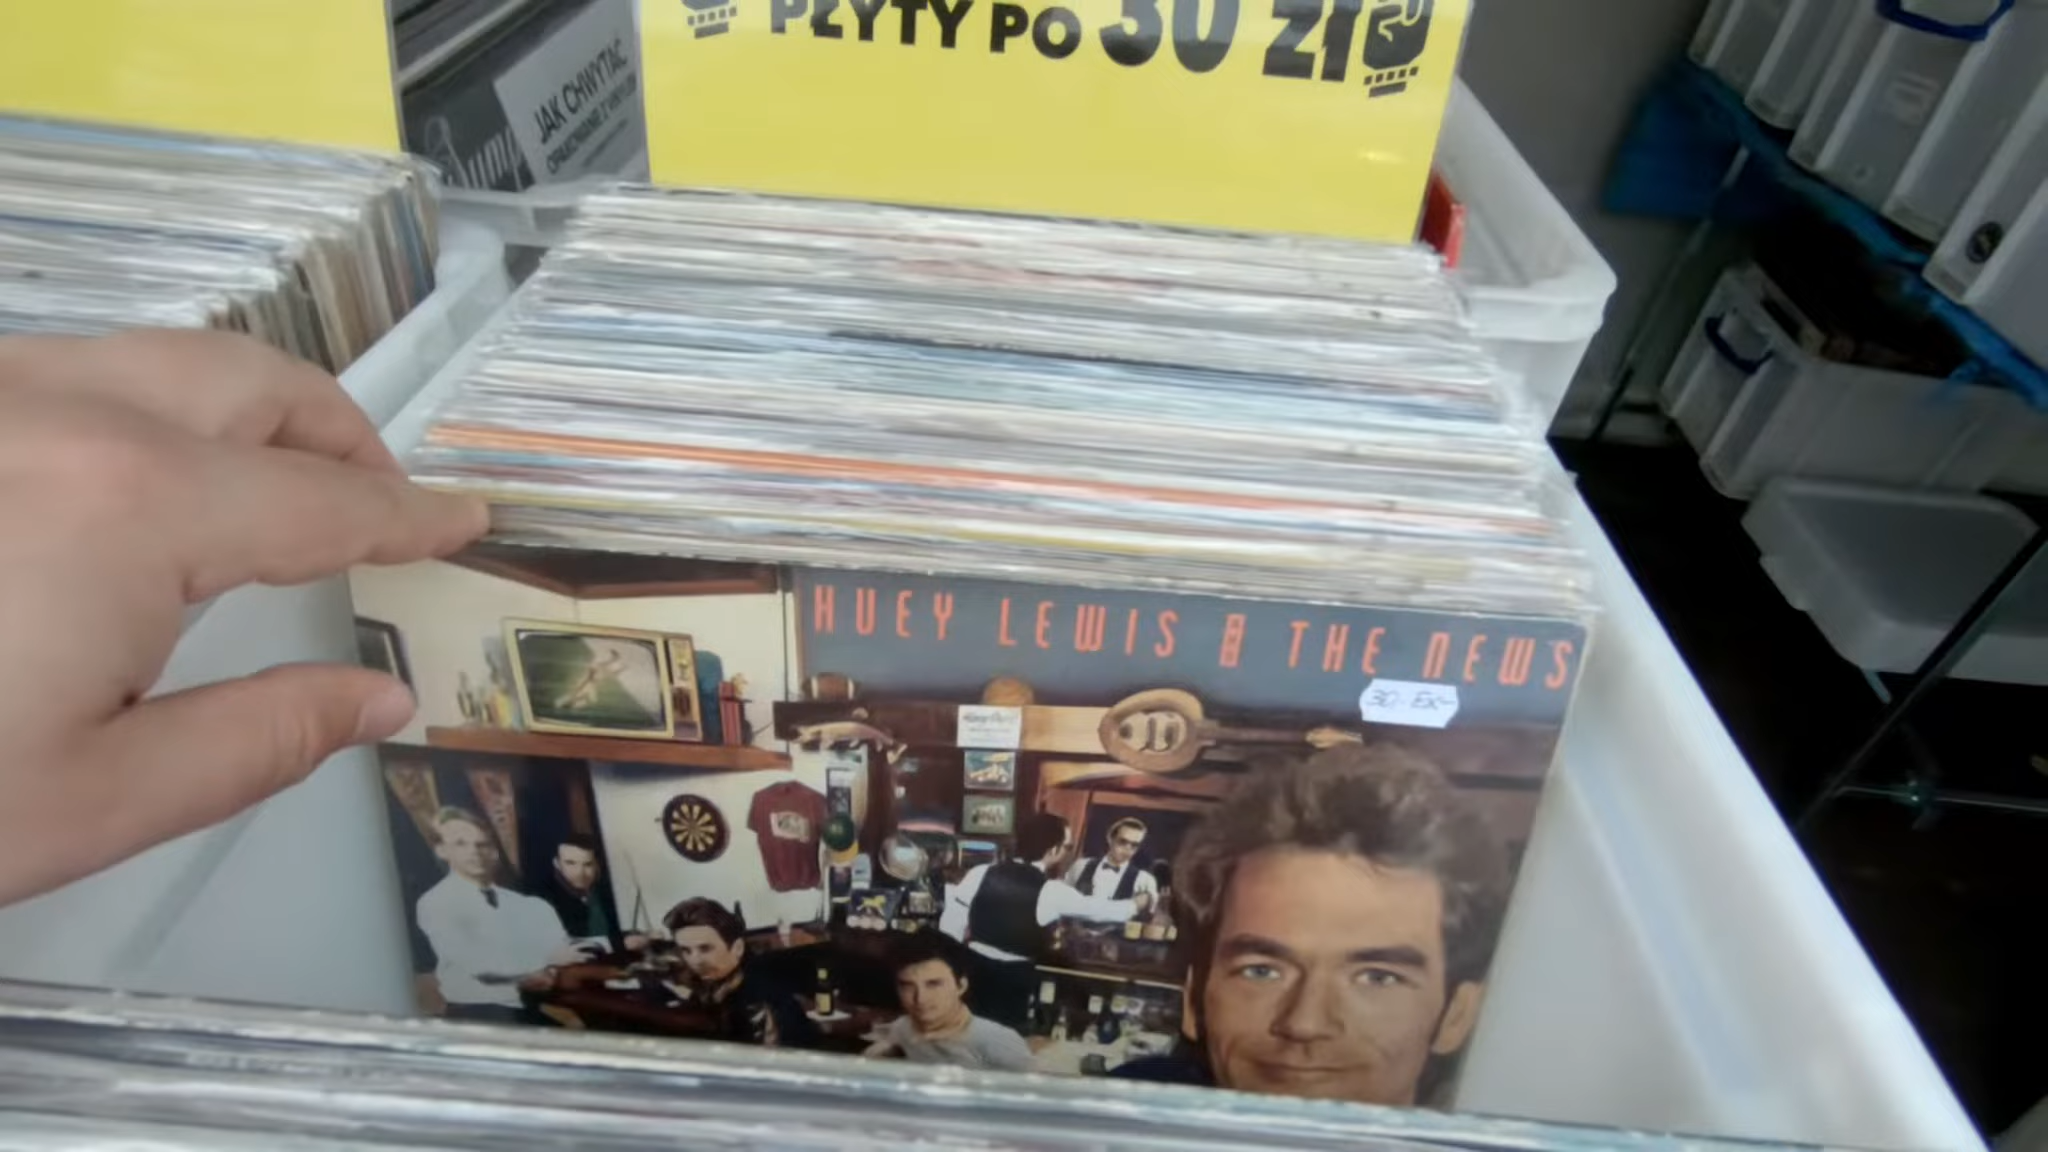 PŁYTY PO 30 Zł
JAK CHWYTAĆ
HUEY LEWIS & THE NEWS
30.- EX-